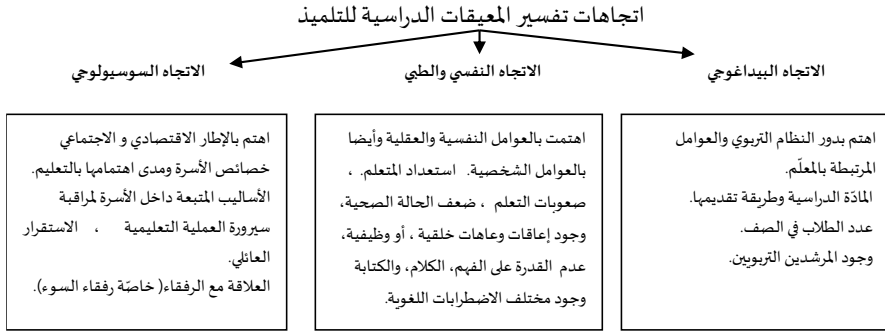 اتجاهات تفسير المعيقات الدراسية للتلميذ
الاتجاه البيداغوجي
اهتم بدور النظام التربوي والعوامل
المرتبطة بالمعلّم.
المادّة الدراسية وطريقة تقديمها.
عدد الطلاب في الصف.
وجود المرشدين التربويين.
الاتجاه النفسي والطبي
اهتمت بالعوامل النفسية والعقلية وأيضا
بالعوامل الشخصية. استعداد المتعلم. ،
صعوبات التعلم ، ضعف الحالة الصحية،
وجود إعاقات وعاهات خلقية ، أو وظيفية،
عدم القدرة على الفهم، الكلام، والكتابة
وجود مختلف الاضطرابات اللغوية.
الاتجاه السوسيولوجي
اهتم بالإطار الاقتصادي و الاجتماعي
خصائص الأسرة ومدى اهتمامها بالتعليم.
الأساليب المتبعة داخل الأسرة لمراقبة
سيرورة العملية التعليمية ، الاستقرار
العائلي.
العلاقة مع الرفقاء( خاصّة رفقاء السوء).